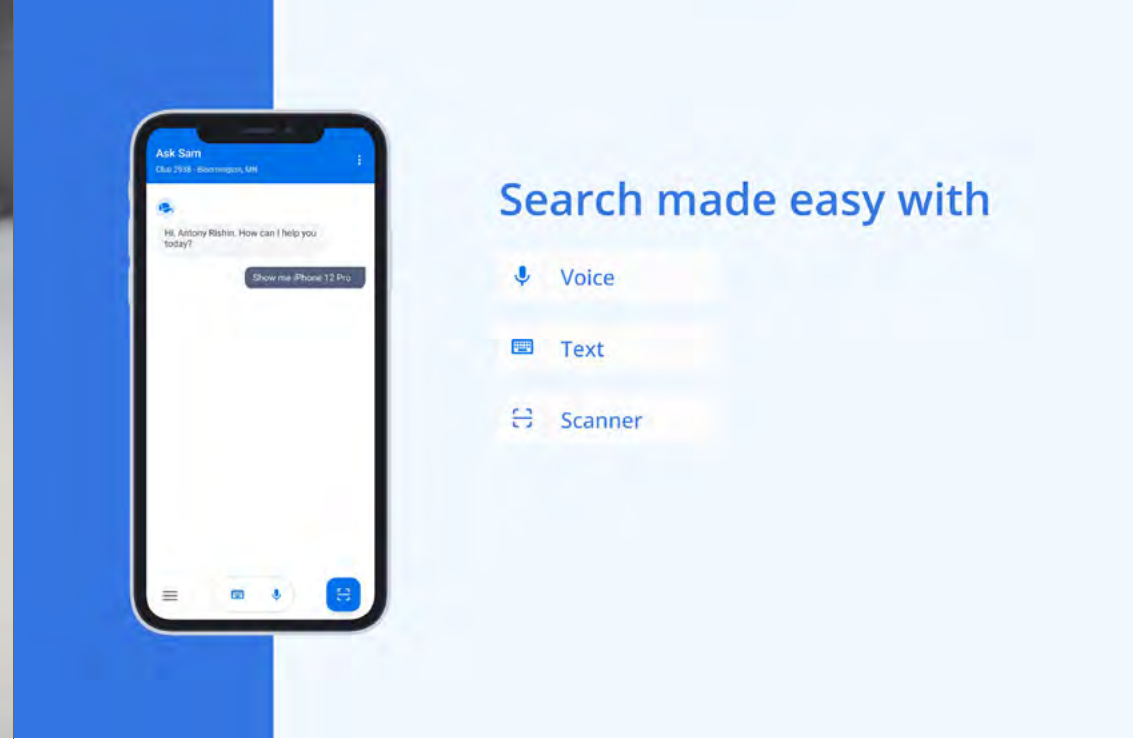 Ask Sam
Club 2938 - Bloomington, MN
Hi, Antony Rishin. How can I help you
today?
Show me iPhone 12 Pro
Search made easy with
Voice
Text
Scanner